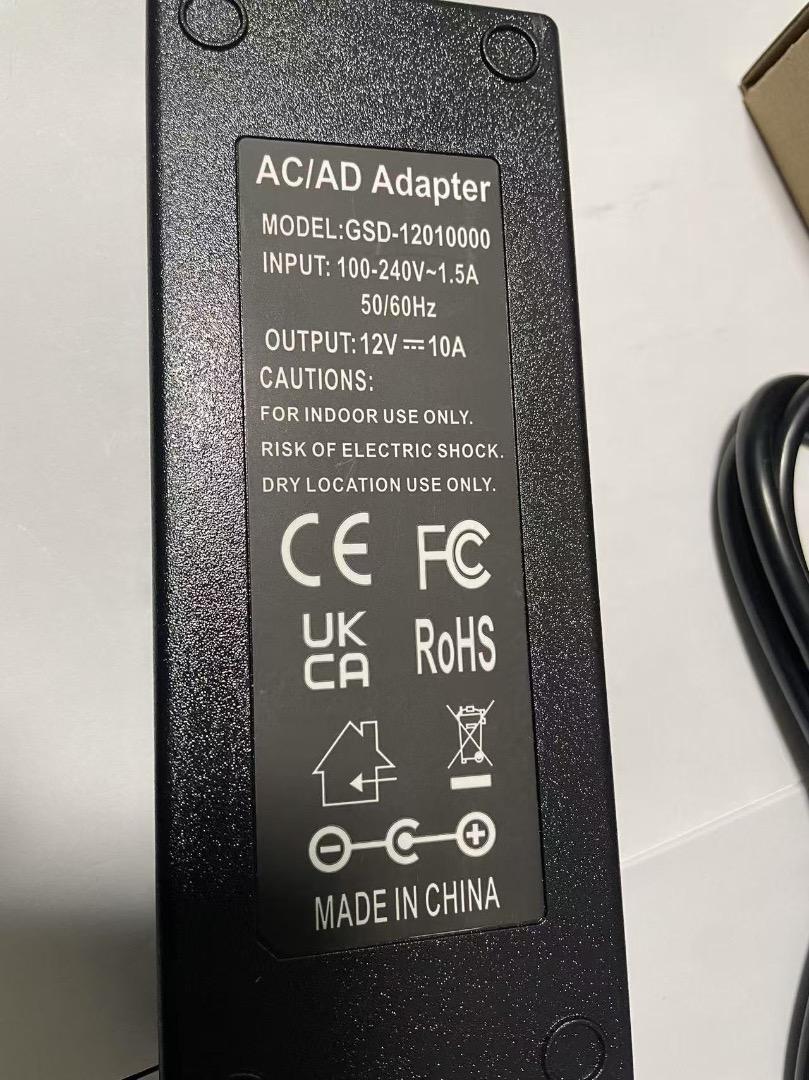 AC/AD Adapter
MODEL:GSD-12010000
INPUT: 100-240V~1.5A
50/60Hz
OUTPUT:12V⎓10A
CAUTIONS:
FOR INDOOR USE ONLY.
RISK OF ELECTRIC SHOCK.
DRY LOCATION USE ONLY.
CE FC
UK
CA
RoHS
MADE IN CHINA